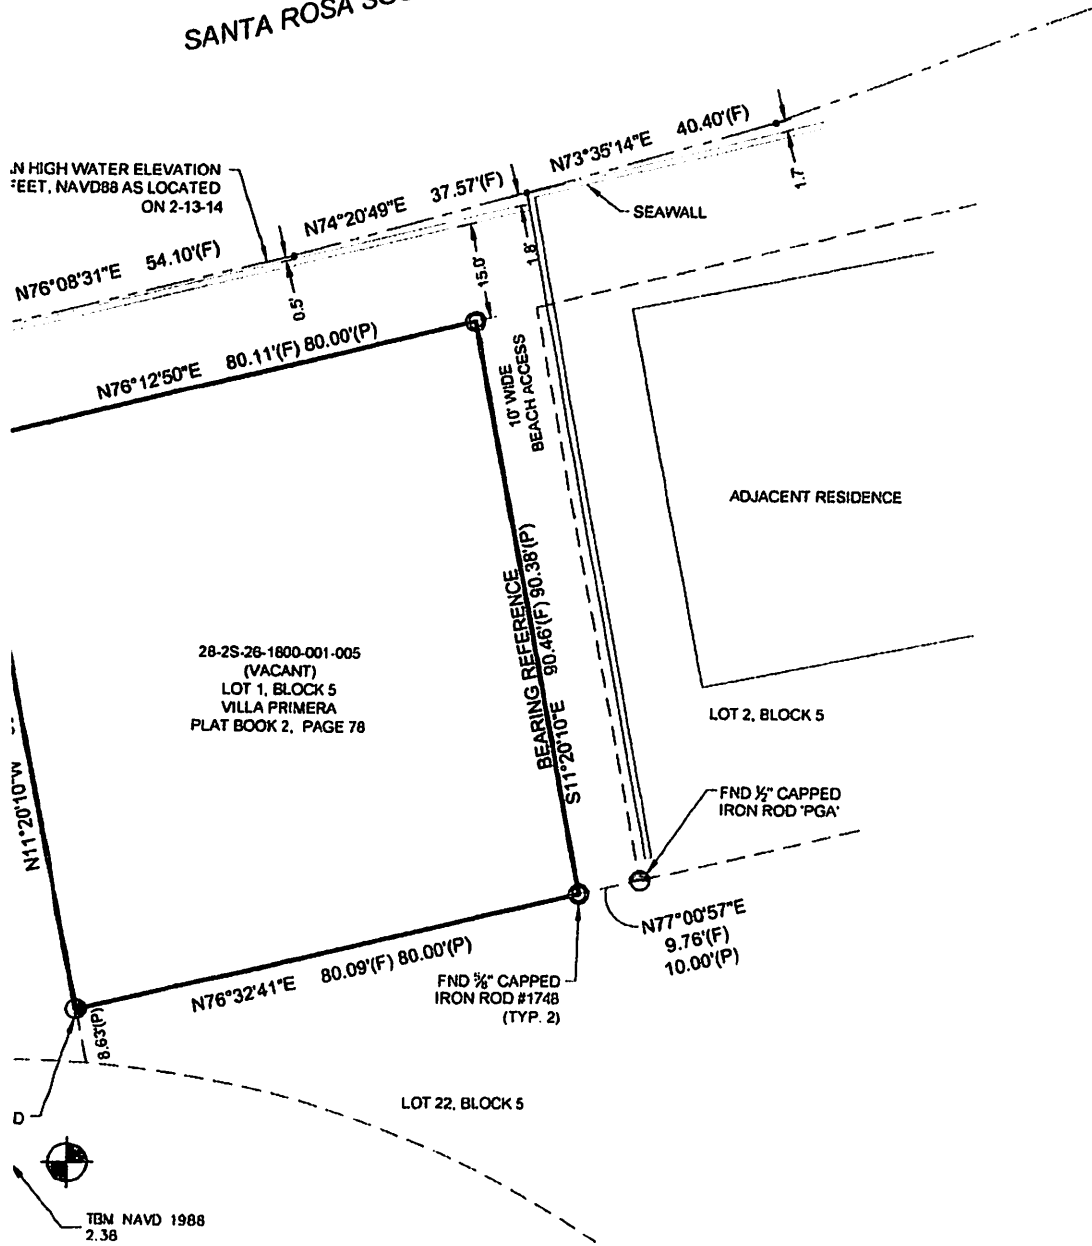 SANTA ROSA
N HIGH WATER ELEVATION
FEET, NAVD88 AS LOCATED
ON 2-13-14
N76°08'31"E 54.10'(F)
N74°20'49"E 37.57'(F)
N73°35'14"E 40.40'(F)
1.7'
SEAWALL
0.5'
15.0'
1.8'
N76°12'50"E 80.11'(F) 80.00'(P)
10' WIDE
BEACH ACCESS
ADJACENT RESIDENCE
BEARING REFERENCE
S11°20'10"E 90.46'(F) 90.38'(P)
28-2S-26-1800-001-005
(VACANT)
LOT 1, BLOCK 5
VILLA PRIMERA
PLAT BOOK 2, PAGE 78
LOT 2, BLOCK 5
N11°20'10"W
FND ½" CAPPED
IRON ROD 'PGA'
N77°00'57"E
9.76'(F)
10.00'(P)
N76°32'41"E 80.09'(F) 80.00'(P)
FND ⅝" CAPPED
IRON ROD #1748
(TYP. 2)
8.63'(P)
LOT 22, BLOCK 5
D
TBM NAVD 1988
2.38